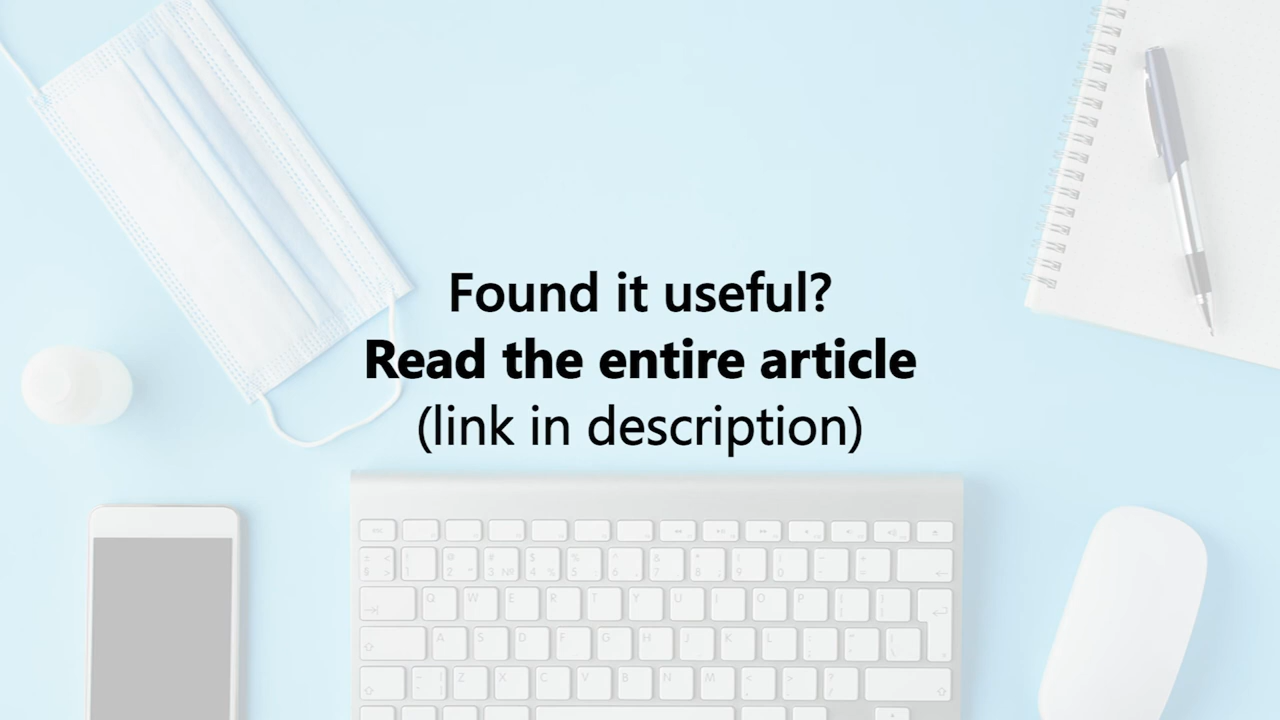 Found it useful?
Read the entire article
(link in description)
Q W E R T Y U I O P
A S D F G H J K L
Z X C V B N M